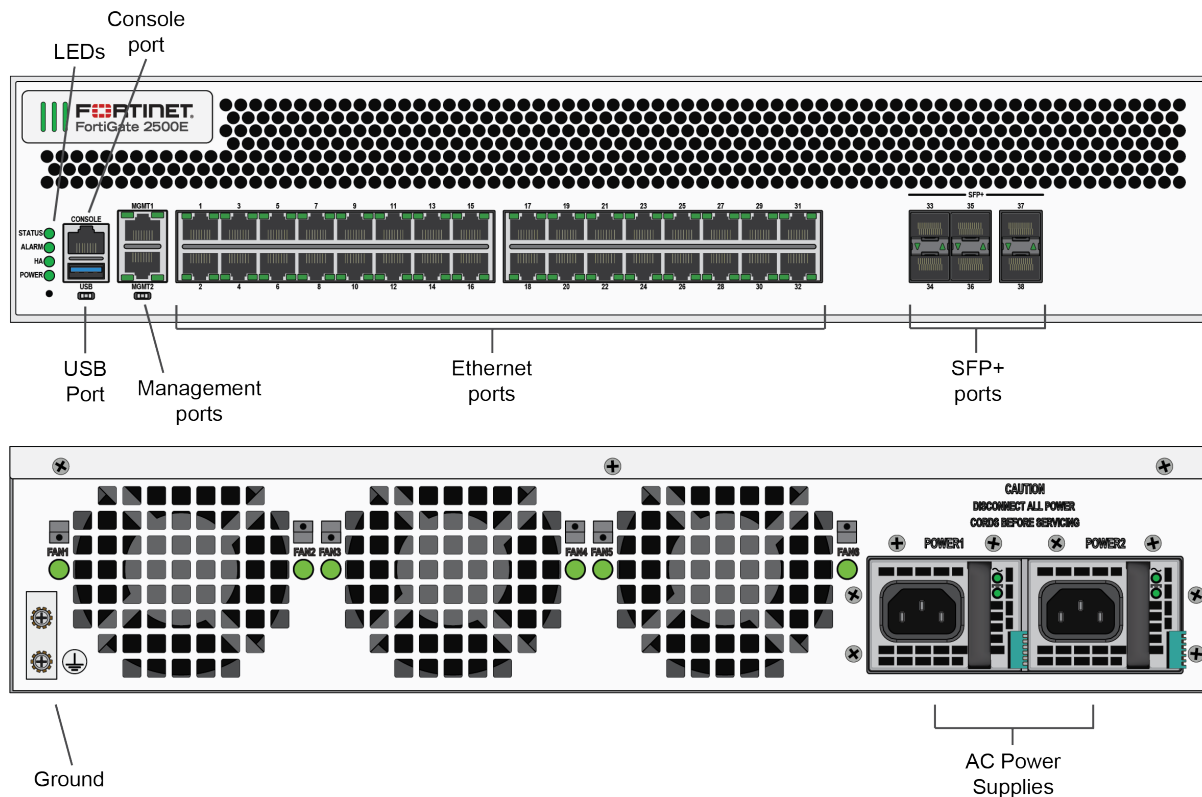 Console
port
LEDs
FORTINET.
FortiGate 2500E
STATUS
ALARM
HA
POWER
CONSOLE
USB
MGMT1
MGMT2
1 3 5 7 9 11 13 15
2 4 6 8 10 12 14 16
17 19 21 23 25 27 29 31
18 20 22 24 26 28 30 32
SFP+
33 35 37
34 36 38
USB
Port
Management
ports
Ethernet
ports
SFP+
ports
CAUTION
DISCONNECT ALL POWER
CORDS BEFORE SERVICING
FAN1 FAN2 FAN3 FAN4 FAN5 FAN6
POWER1 POWER2
Ground
AC Power
Supplies